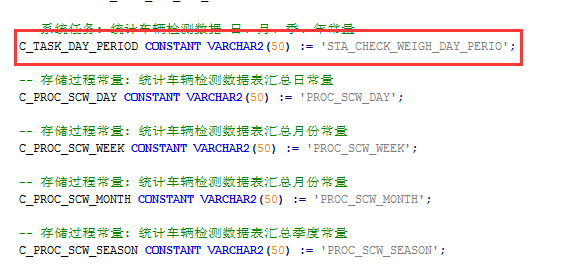 系统任务: 统计车辆检测数据 日、月、季、年常量
C_TASK_DAY_PERIOD CONSTANT VARCHAR2(50) := 'STA_CHECK_WEIGH_DAY_PERIO';
-- 存储过程常量: 统计车辆检测数据表汇总日常量
C_PROC_SCW_DAY CONSTANT VARCHAR2(50) := 'PROC_SCW_DAY';
-- 存储过程常量: 统计车辆检测数据表汇总月份常量
C_PROC_SCW_WEEK CONSTANT VARCHAR2(50) := 'PROC_SCW_WEEK';
-- 存储过程常量: 统计车辆检测数据表汇总月份常量
C_PROC_SCW_MONTH CONSTANT VARCHAR2(50) := 'PROC_SCW_MONTH';
-- 存储过程常量: 统计车辆检测数据表汇总季度常量
C_PROC_SCW_SEASON CONSTANT VARCHAR2(50) := 'PROC_SCW_SEASON';